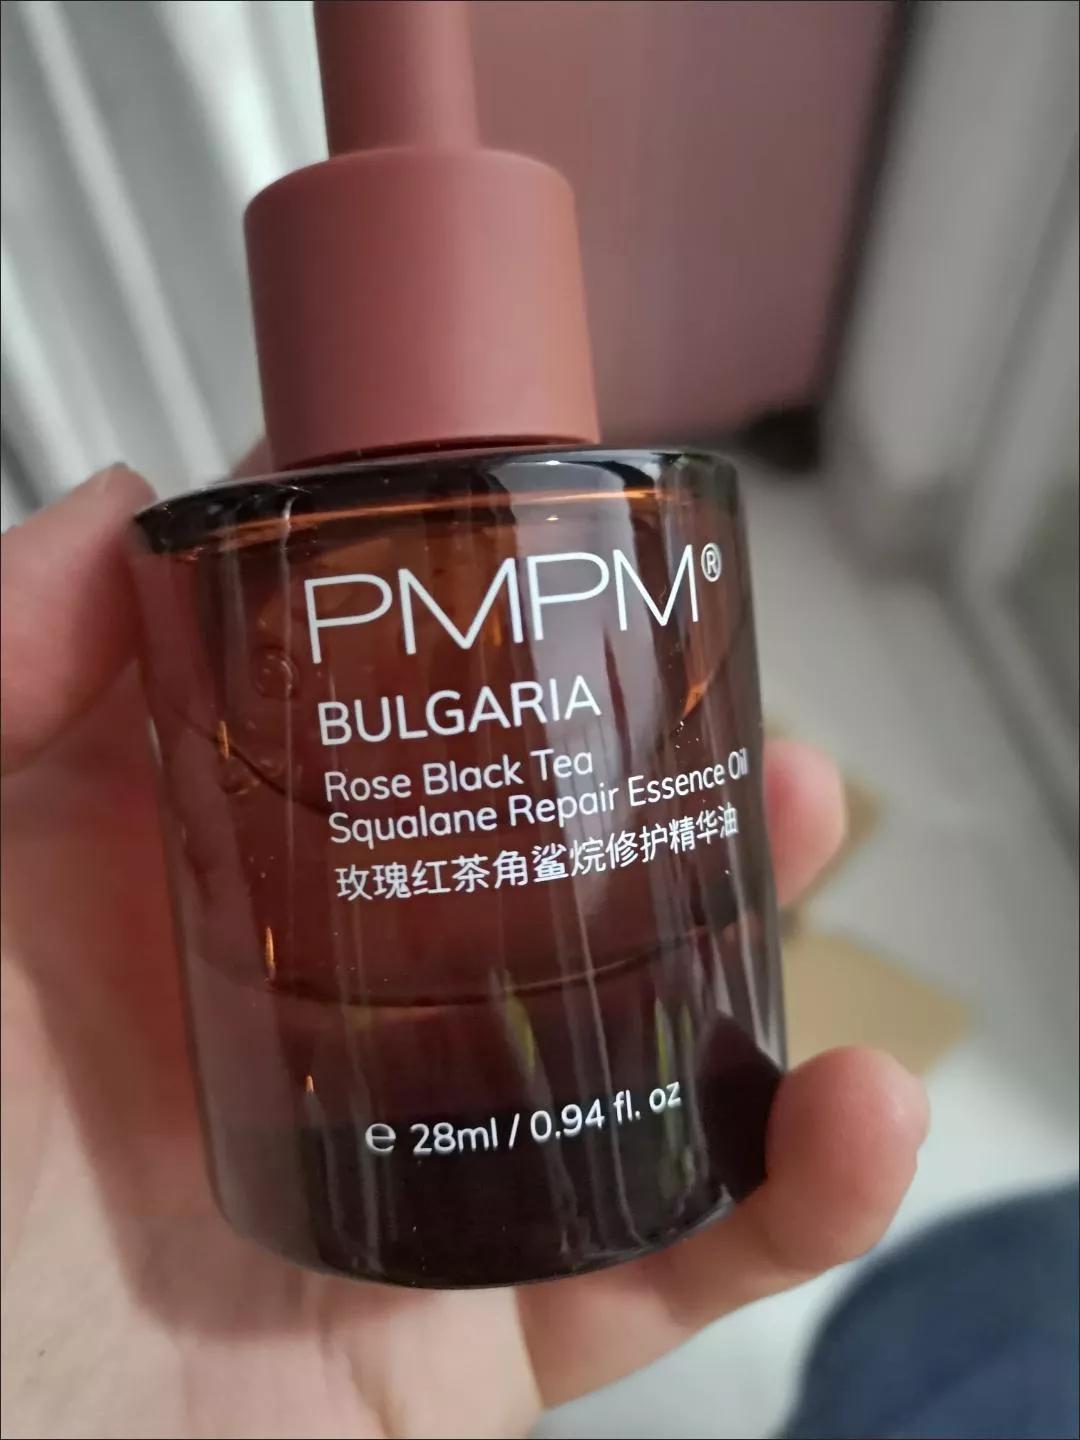 PMPM®
BULGARIA
Rose Black Tea
Squalane Repair Essence Oil
玫瑰红茶角鲨烷修护精华油
℮ 28ml / 0.94 fl. oz